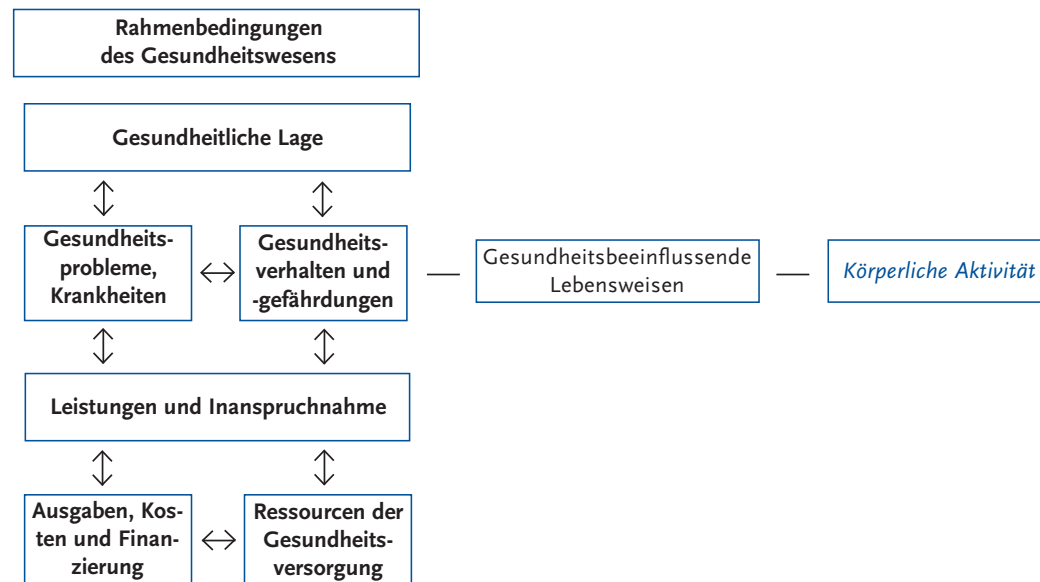 Rahmenbedingungen
des Gesundheitswesens
Gesundheitliche Lage
Gesundheits-
probleme,
Krankheiten
Gesundheits-
verhalten und
-gefährdungen
Gesundheitsbeeinflussende
Lebensweisen
Körperliche Aktivität
Leistungen und Inanspruchnahme
Ausgaben, Kos-
ten und Finan-
zierung
Ressourcen der
Gesundheits-
versorgung